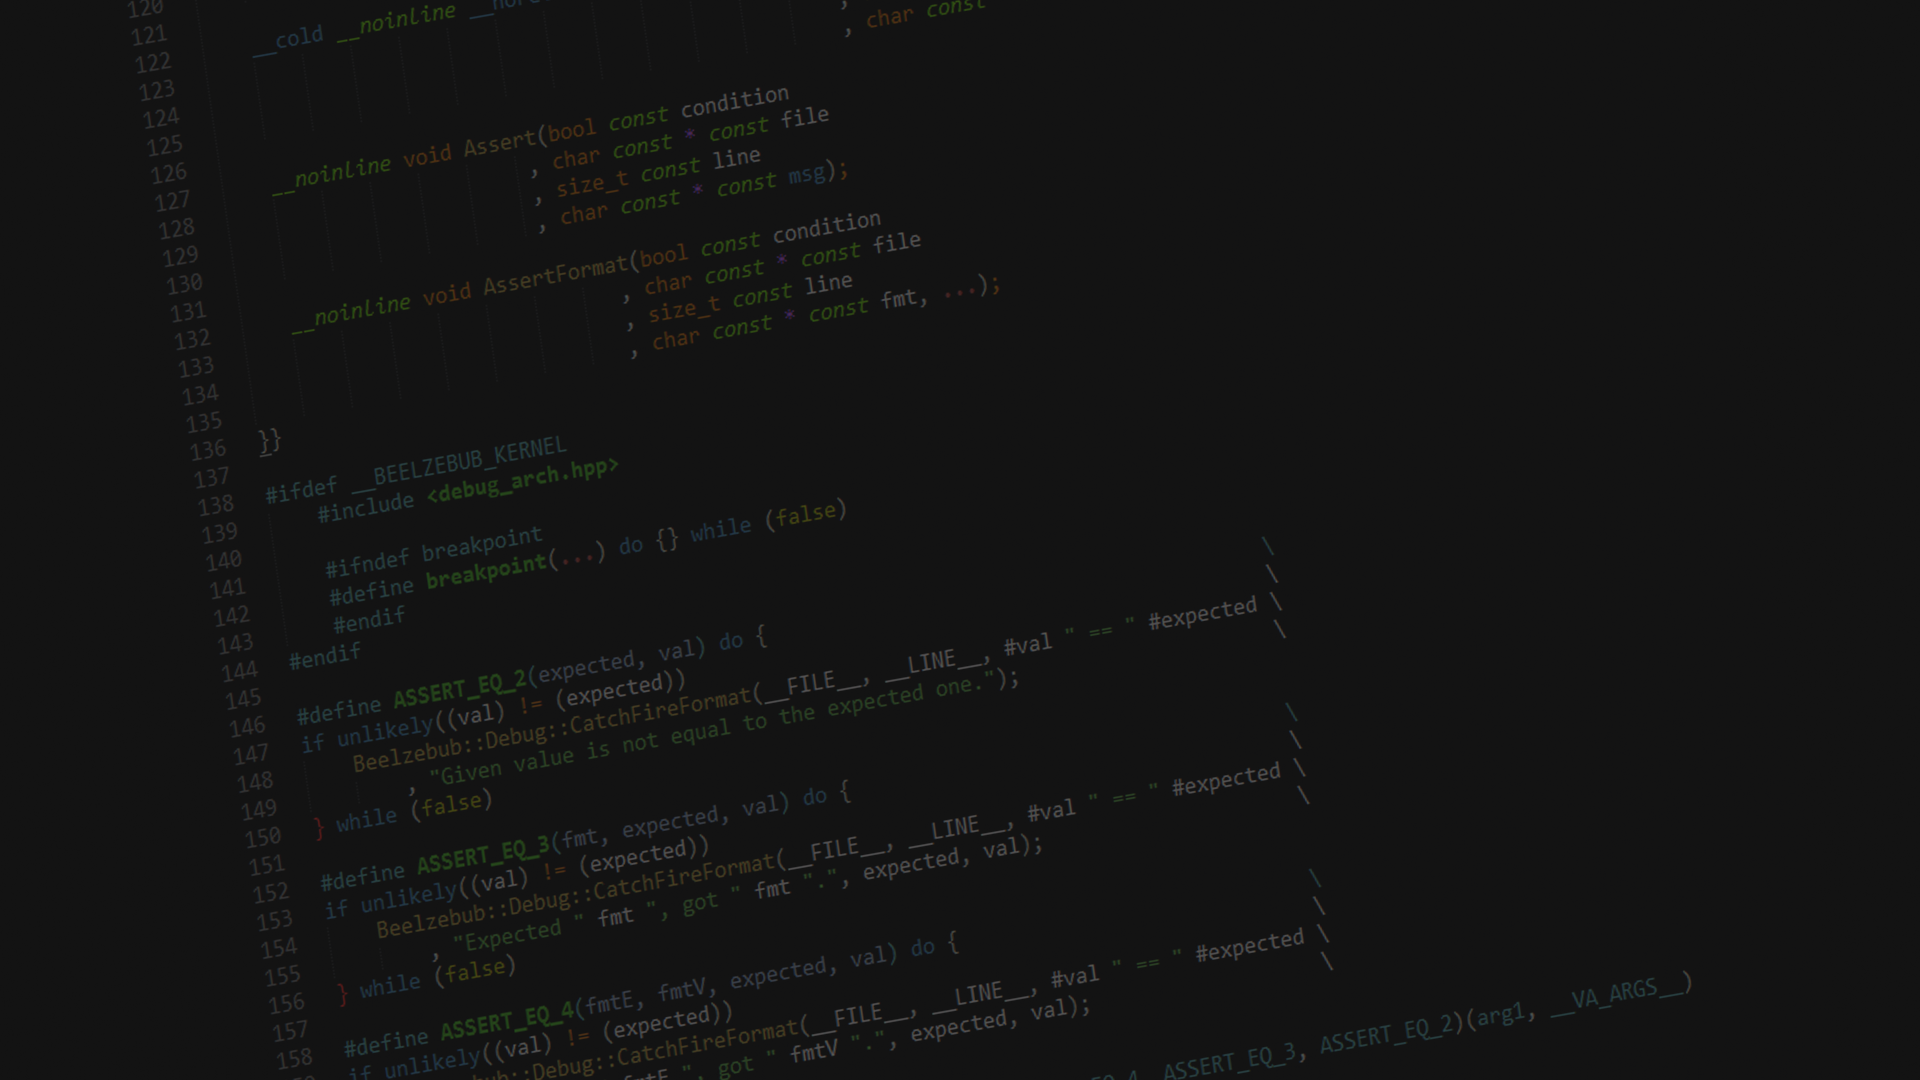 120
121 __cold __noinline
122 , char const
123
124
125 __noinline void Assert(bool const condition
126 , char const * const file
127 , size_t const line
128 , char const * const msg);
129
130 __noinline void AssertFormat(bool const condition
131 , char const * const file
132 , size_t const line
133 , char const * const fmt, ...);
134
135
136 }}
137
138 #ifdef __BEELZEBUB_KERNEL
139 #include <debug_arch.hpp>
140
141 #ifndef breakpoint
142 #define breakpoint(...) do {} while (false)
143 #endif
144 #endif
145
146 #define ASSERT_EQ_2(expected, val) do { \
147 if unlikely((val) != (expected)) \
148 Beelzebub::Debug::CatchFireFormat(__FILE__, __LINE__, #val " == " #expected \
149 , "Given value is not equal to the expected one."); \
150 } while (false)
151
152 #define ASSERT_EQ_3(fmt, expected, val) do { \
153 if unlikely((val) != (expected)) \
154 Beelzebub::Debug::CatchFireFormat(__FILE__, __LINE__, #val " == " #expected \
155 , "Expected " fmt ", got " fmt ".", expected, val); \
156 } while (false)
157
158 #define ASSERT_EQ_4(fmtE, fmtV, expected, val) do { \
if unlikely((val) != (expected)) \
::Debug::CatchFireFormat(__FILE__, __LINE__, #val " == " #expected \
", got " fmtV ".", expected, val); \
ASSERT_EQ_3, ASSERT_EQ_2)(arg1, __VA_ARGS__)